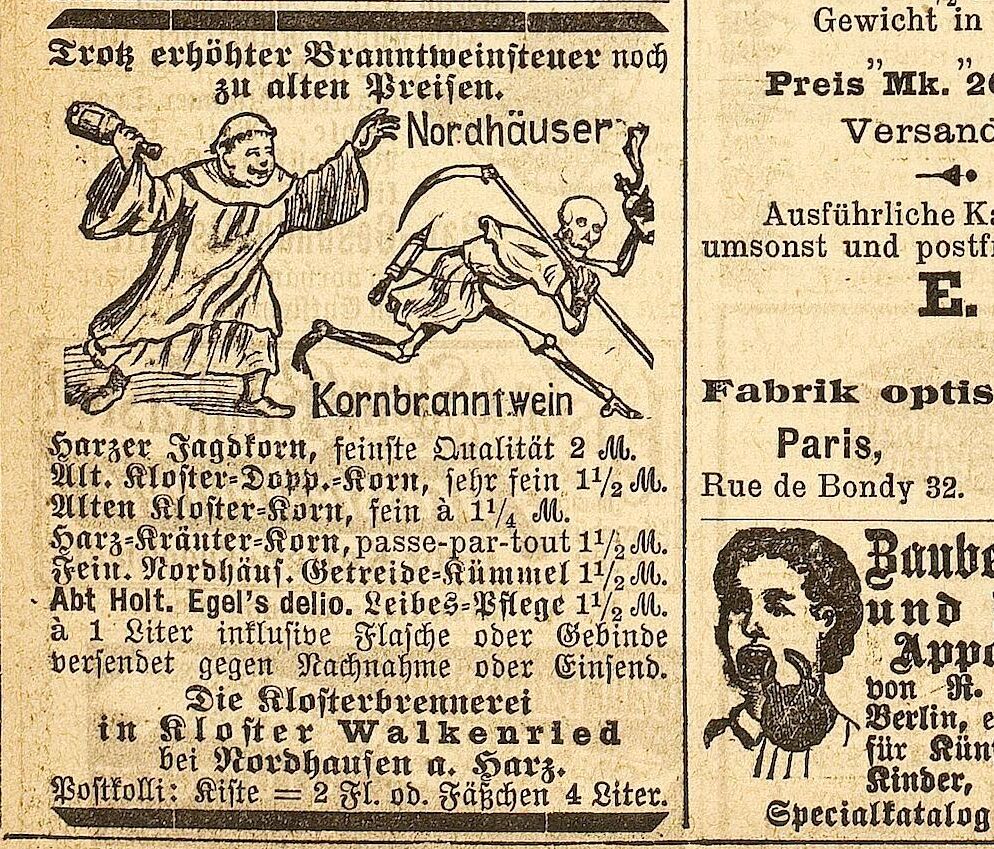 Trotz erhöhter Branntweinsteuer noch
zu alten Preisen.
Nordhäuser
Kornbranntwein
Harzer Jagdkorn, feinste Qualität 2 M.
Alt. Kloster-Dopp.-Korn, sehr fein 1½ M.
Alten Kloster-Korn, fein à 1¼ M.
Harz-Kräuter-Korn, passe-par-tout 1½ M.
Fein. Nordhäus. Getreide-Kümmel 1½ M.
Abt Holt. Egel's delio. Leibes-Pflege 1½ M.
à 1 Liter inklusive Flasche oder Gebinde
versendet gegen Nachnahme oder Einsend.
Die Klosterbrennerei
in Kloster Walkenried
bei Nordhausen a. Harz.
Postkolli: Kiste = 2 Fl. od. Fäßchen 4 Liter.
Gewicht in
Preis Mk. 20
Versand
Ausführliche Ka
umsonst und postfr
E.
Fabrik optis
Paris,
Rue de Bondy 32.
Zaube
und
Appa
von R.
Berlin, e
für Kün
Kinder,
Specialkatalog